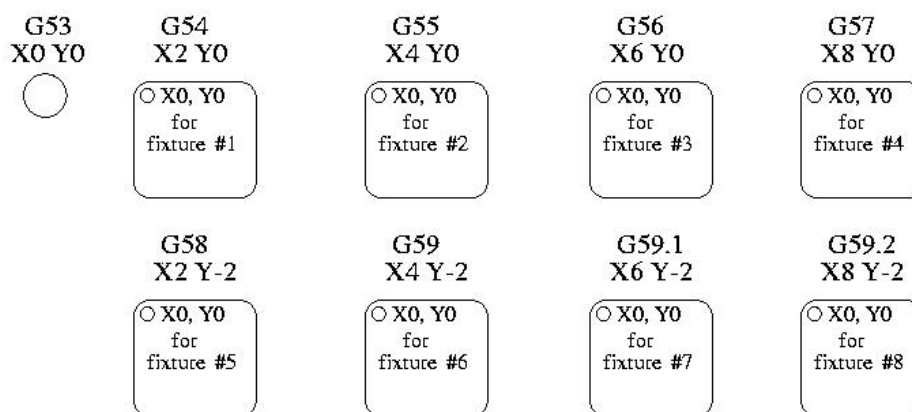 G53 G54 G55 G56 G57
X0 Y0 X2 Y0 X4 Y0 X6 Y0 X8 Y0
X0, Y0 X0, Y0 X0, Y0 X0, Y0
for for for for
fixture #1 fixture #2 fixture #3 fixture #4
G58 G59 G59.1 G59.2
X2 Y-2 X4 Y-2 X6 Y-2 X8 Y-2
X0, Y0 X0, Y0 X0, Y0 X0, Y0
for for for for
fixture #5 fixture #6 fixture #7 fixture #8